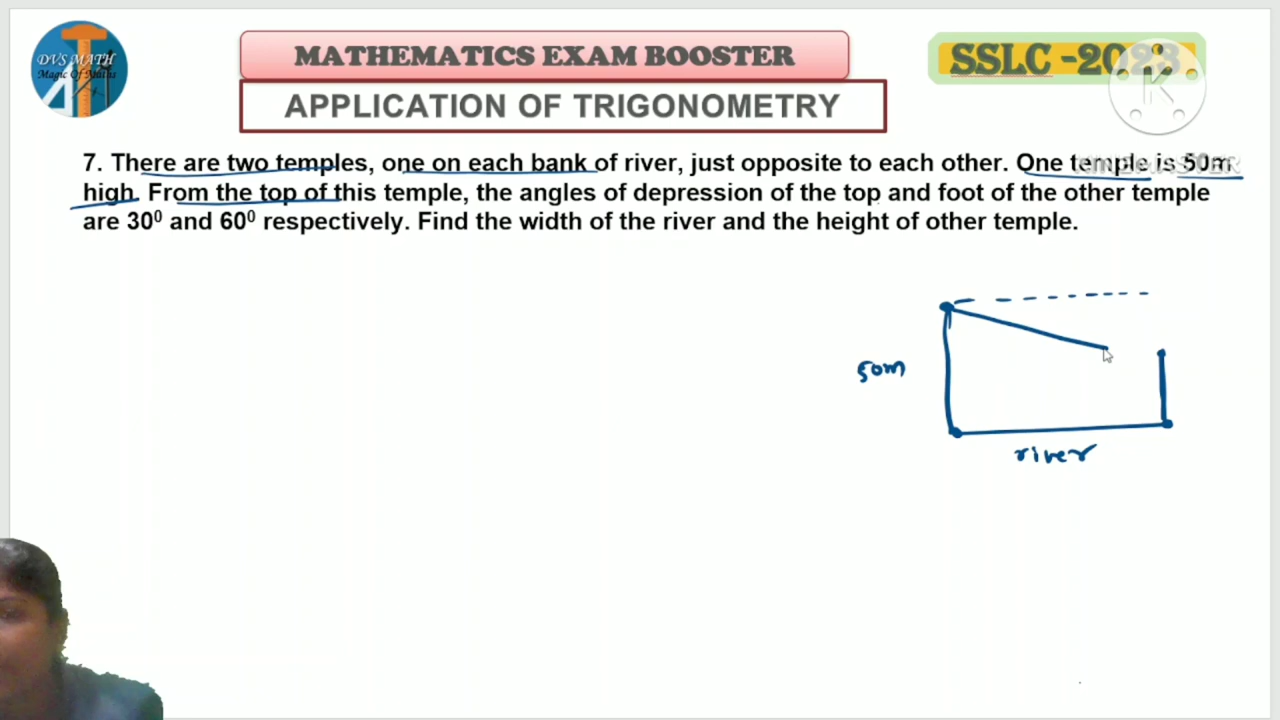 DVS MATH
Magic Of Maths
MATHEMATICS EXAM BOOSTER
SSLC -2023
APPLICATION OF TRIGONOMETRY
K
KINEMASTER
7. There are two temples, one on each bank of river, just opposite to each other. One temple is 50m
high. From the top of this temple, the angles of depression of the top and foot of the other temple
are 30⁰ and 60⁰ respectively. Find the width of the river and the height of other temple.
50m
river